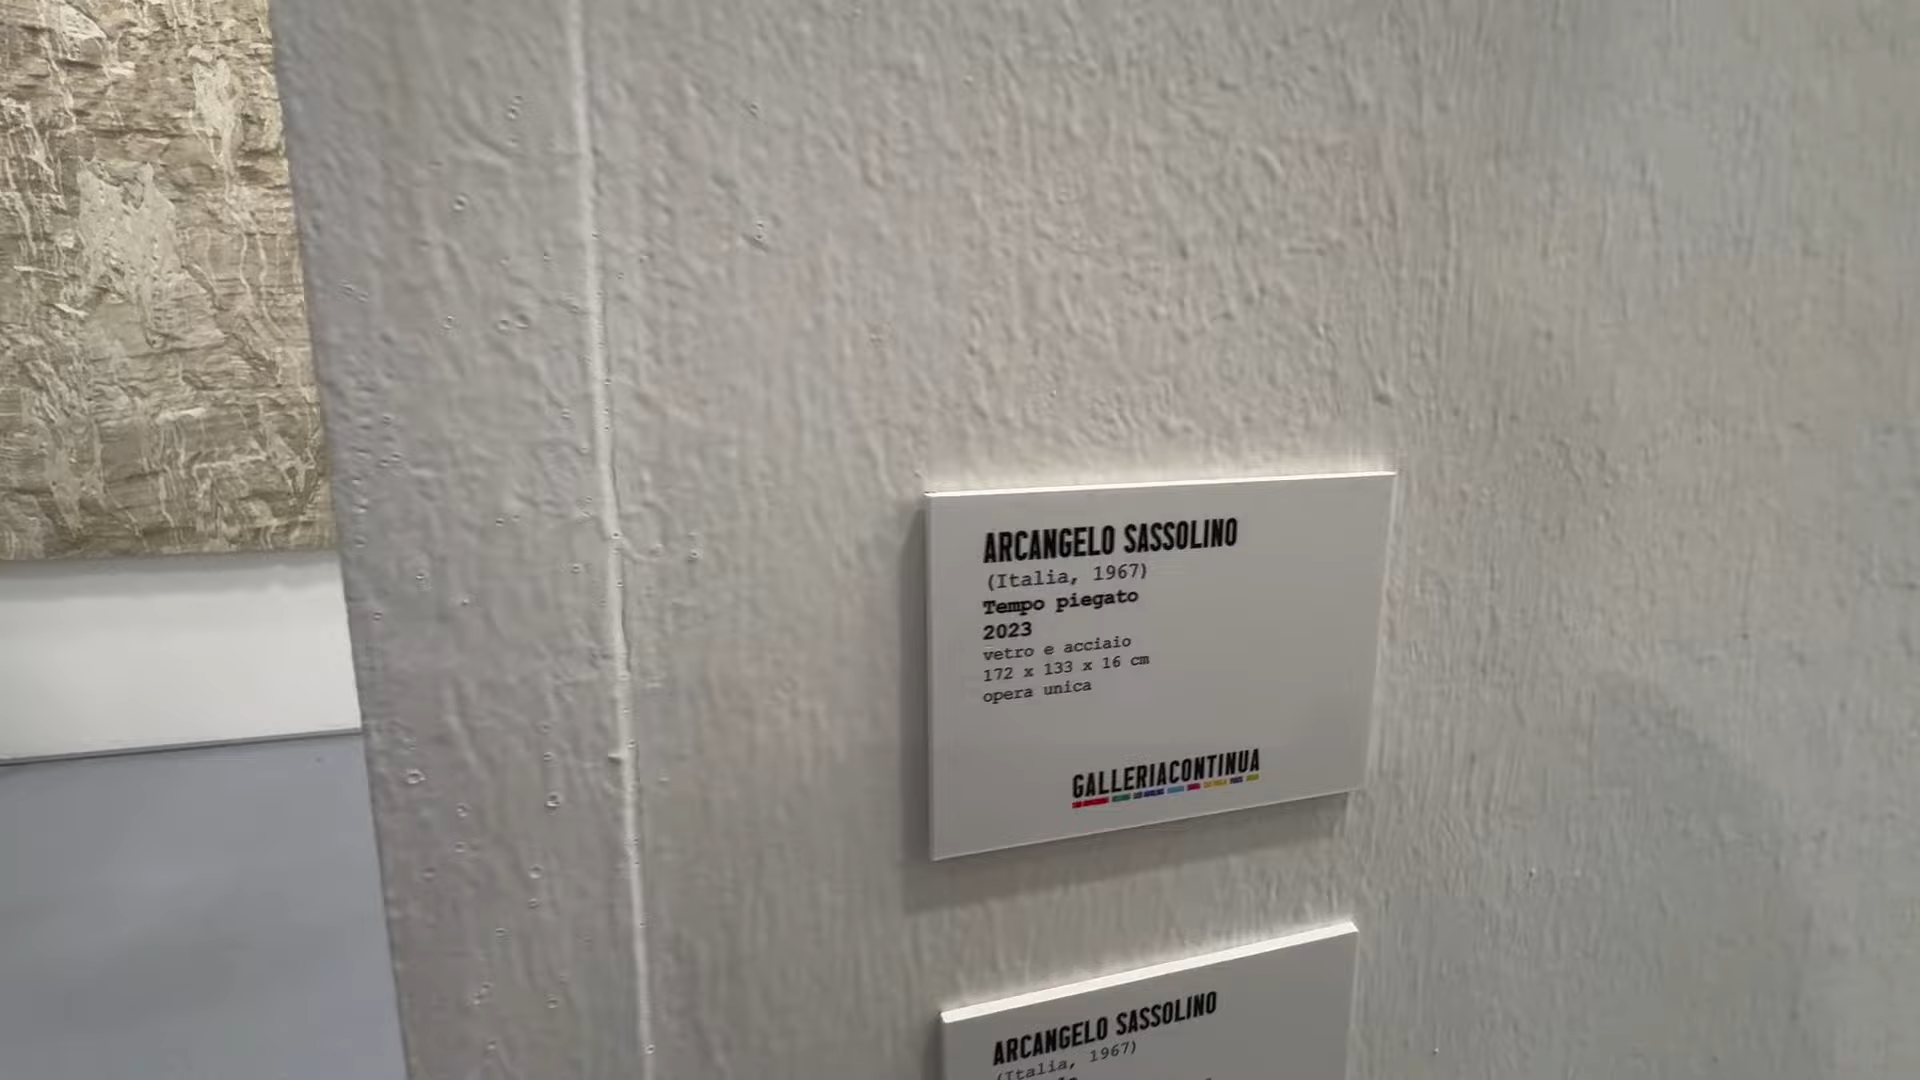 ARCANGELO SASSOLINO
(Italia, 1967)
Tempo piegato
2023
vetro e acciaio
172 x 133 x 16 cm
opera unica
GALLERIACONTINUA
ARCANGELO SASSOLINO
(Italia, 1967)